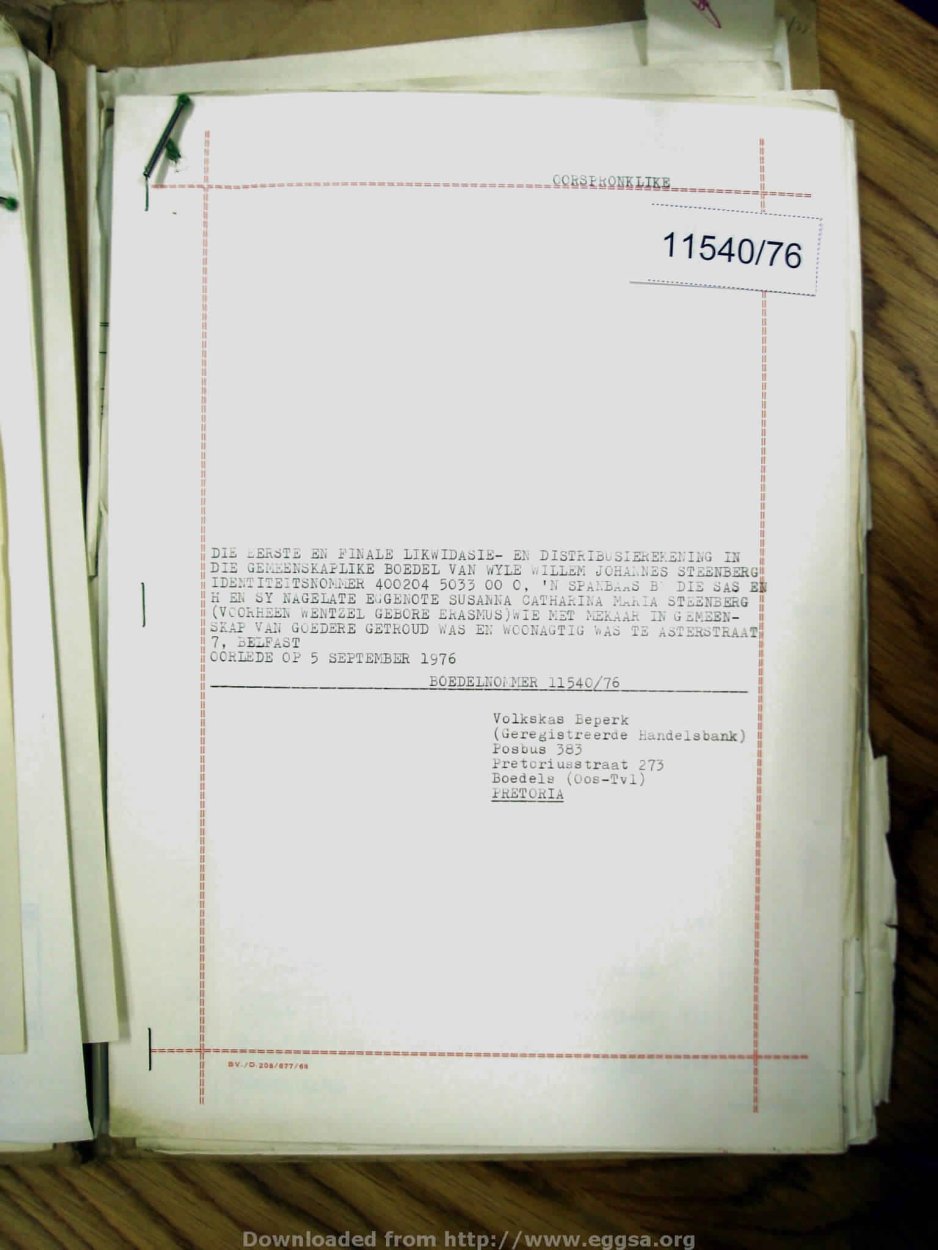 OORSPRONKLIKE
11540/76
DIE EERSTE EN FINALE LIKWIDASIE- EN DISTRIBUSIEREKENING IN
DIE GEMEENSKAPLIKE BOEDEL VAN WYLE WILLEM JOHANNES STEENBERG
IDENTITEITSNOMMER 400204 5033 00 0, 'N SPANBAAS B DIE SAS EN
H EN SY NAGELATE EGGENOTE SUSANNA CATHARINA MARIA STEENBERG
(VOORHEEN WENTZEL GEBORE ERASMUS)WIE MET MEKAAR IN GEMEEN-
SKAP VAN GOEDERE GETROUD WAS EN WOONAGTIG WAS TE ASTERSTRAAT
7, BELFAST
OORLEDE OP 5 SEPTEMBER 1976
BOEDELNOMMER 11540/76
Volkskas Beperk
(Geregistreerde Handelsbank)
Posbus 383
Pretoriusstraat 273
Boedels (Oos-Tvl)
PRETORIA
BV./D.208/877/68
Downloaded from http://www.eggsa.org